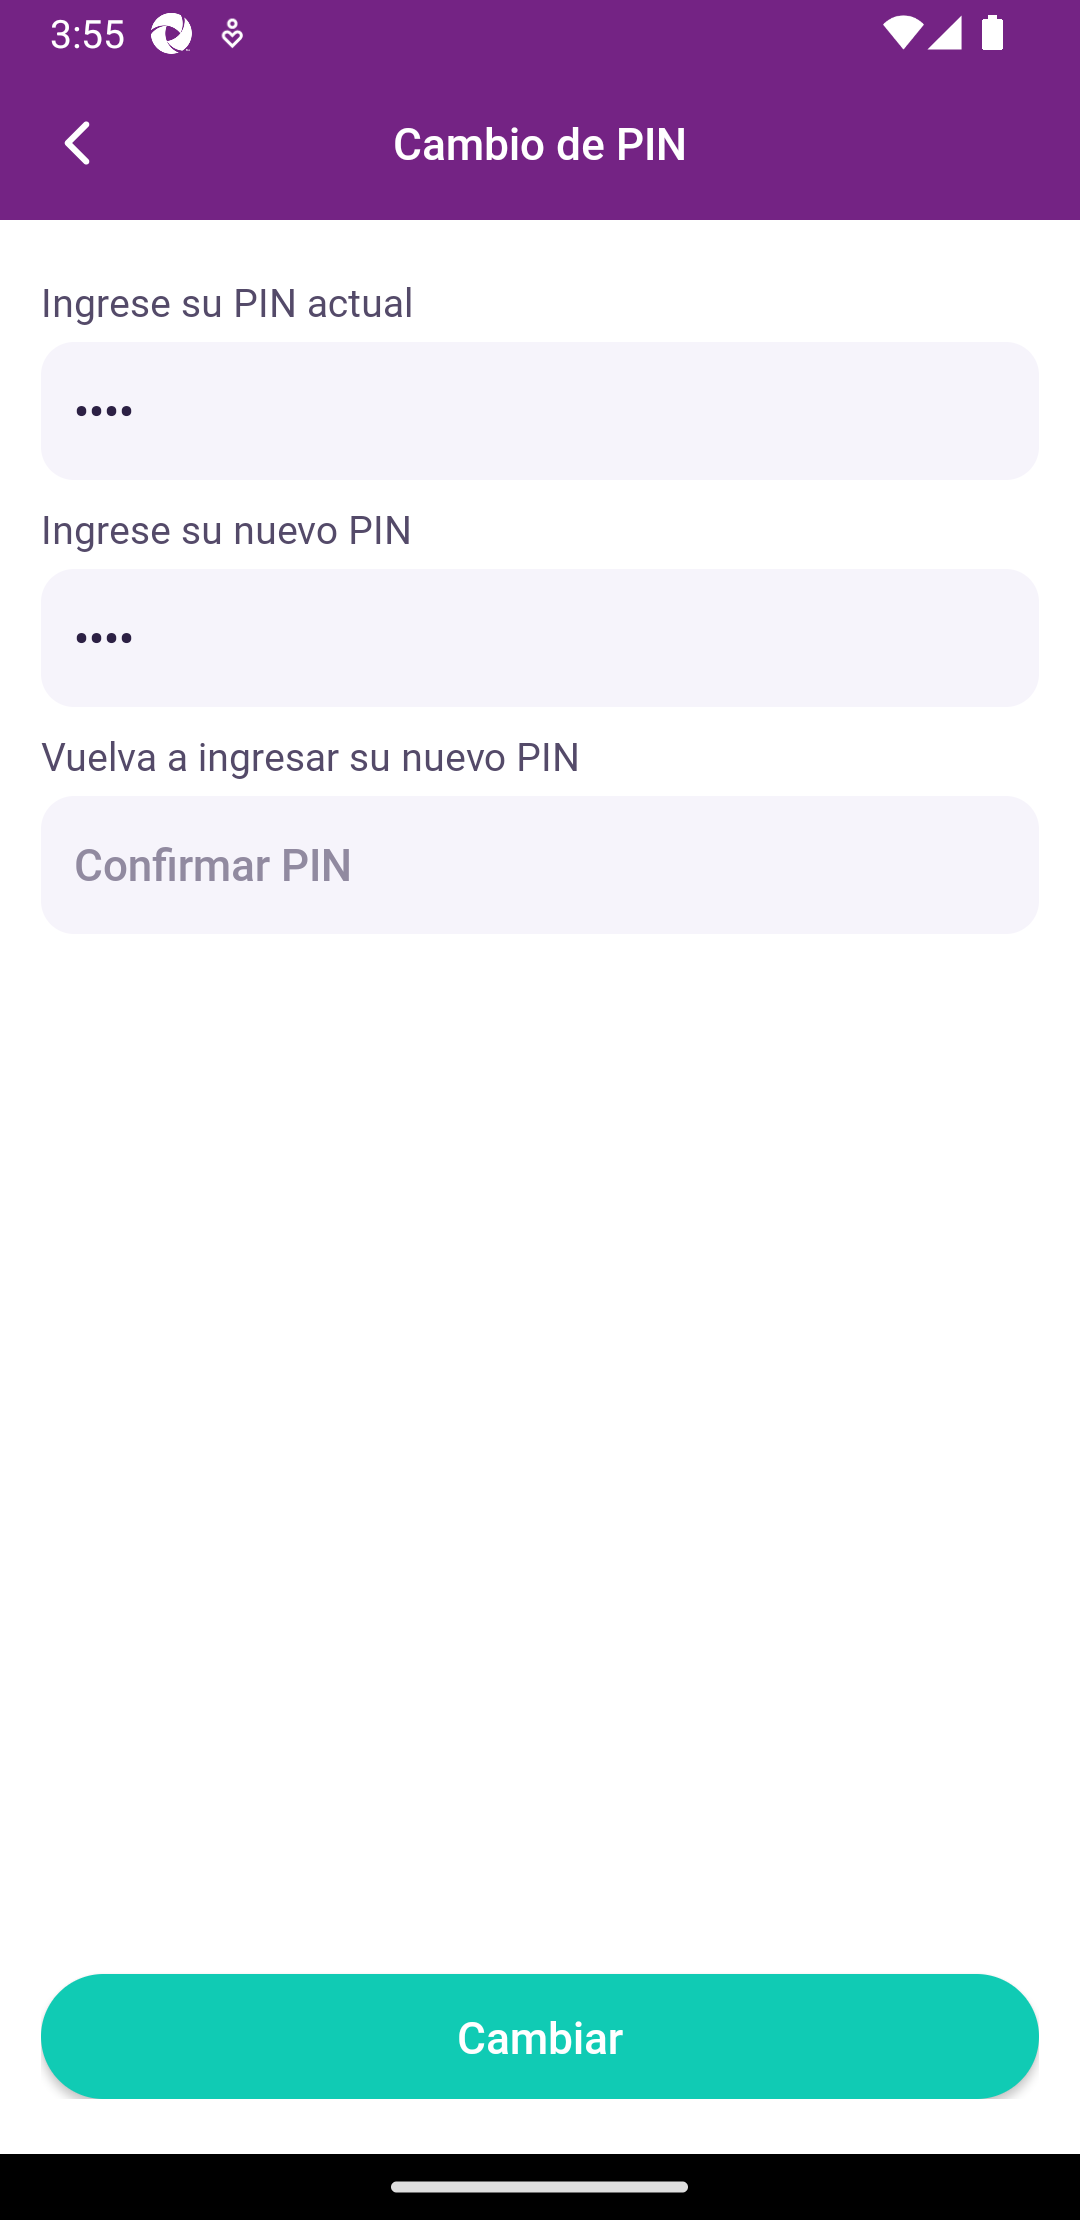 3:55
Cambio de PIN
Ingrese su PIN actual
••••
Ingrese su nuevo PIN
••••
Vuelva a ingresar su nuevo PIN
Confirmar PIN
Cambiar